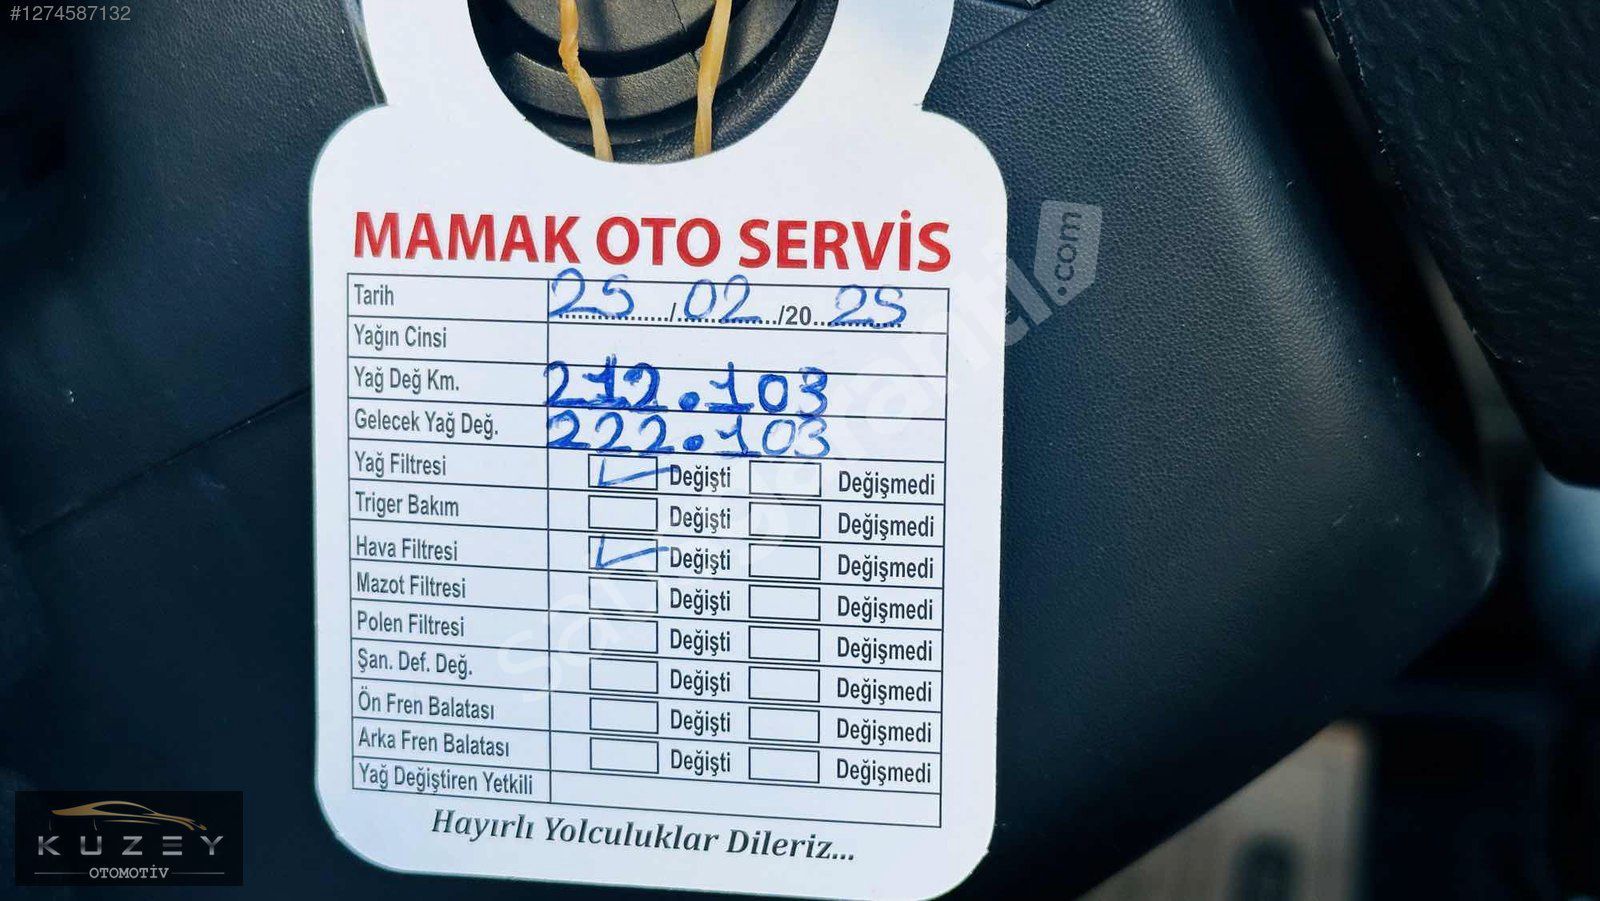 #1274587132
MAMAK OTO SERVİS
Tarih 25/02/2025
Yağın Cinsi
Yağ Değ Km. 212.103
Gelecek Yağ Değ. 222.103
Yağ Filtresi ✓ Değişti Değişmedi
Triger Bakım Değişti Değişmedi
Hava Filtresi ✓ Değişti Değişmedi
Mazot Filtresi Değişti Değişmedi
Polen Filtresi Değişti Değişmedi
Şan. Def. Değ. Değişti Değişmedi
Ön Fren Balatası Değişti Değişmedi
Arka Fren Balatası Değişti Değişmedi
Yağ Değiştiren Yetkili
Hayırlı Yolculuklar Dileriz...
KUZEY
OTOMOTİV